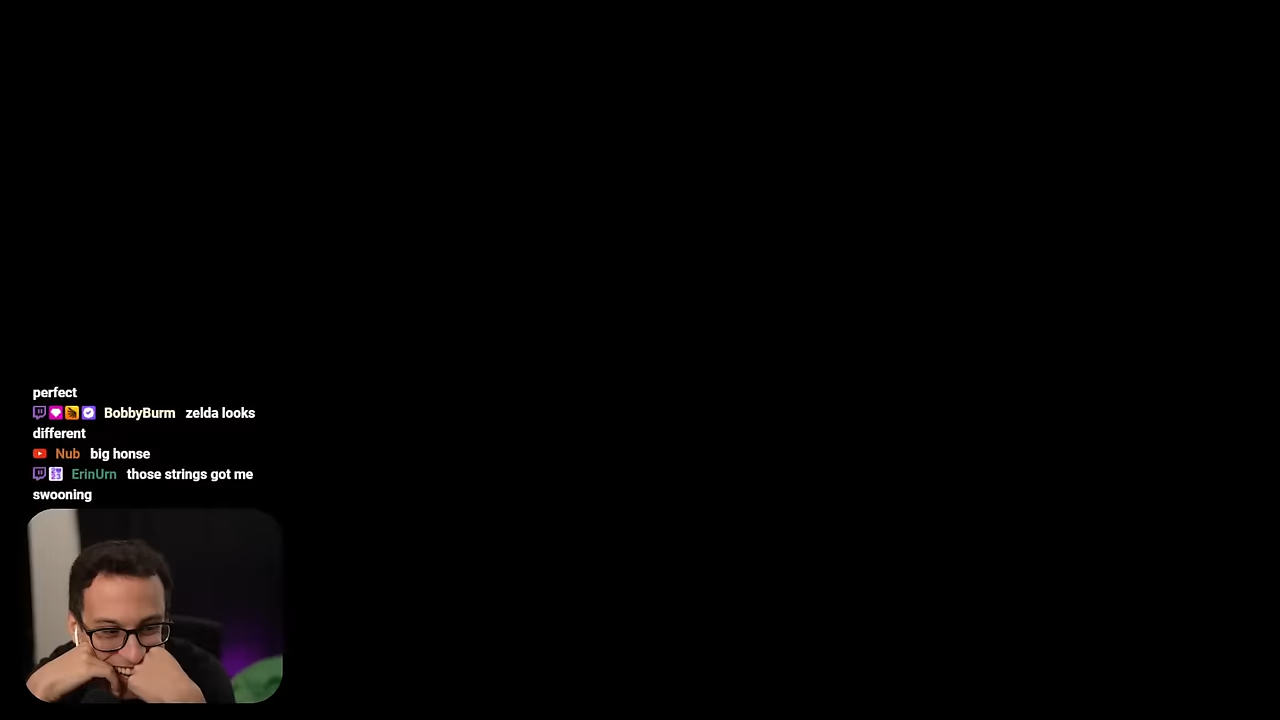 perfect
BobbyBurm zelda looks
different
Nub big honse
ErinUrn those strings got me
swooning